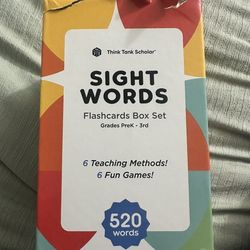 Think Tank Scholar
SIGHT
WORDS
Flashcards Box Set
Grades PreK - 3rd
6 Teaching Methods!
6 Fun Games!
520
words